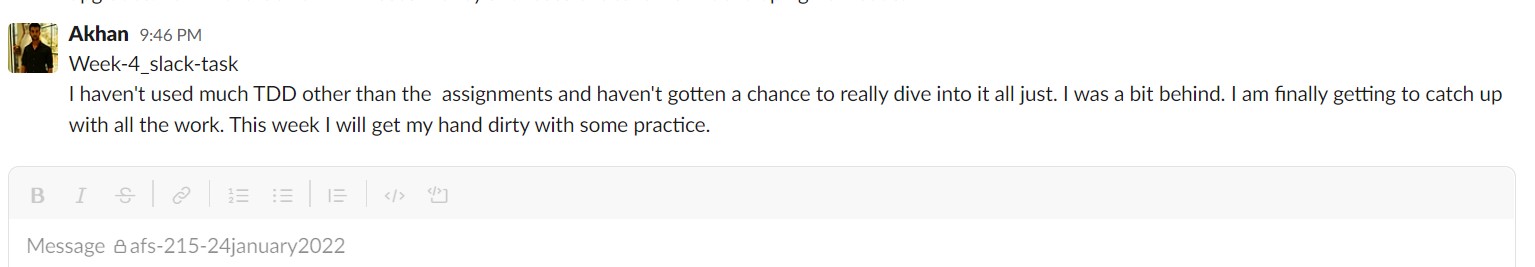 Akhan 9:46 PM
Week-4_slack-task
I haven't used much TDD other than the  assignments and haven't gotten a chance to really dive into it all just. I was a bit behind. I am finally getting to catch up
with all the work. This week I will get my hand dirty with some practice.
Message afs-215-24january2022